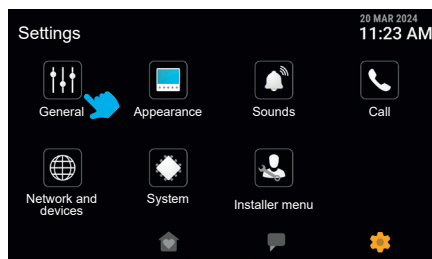 20 MAR 2024
Settings
11:23 AM
General
Appearance
Sounds
Call
Network and
devices
System
Installer menu